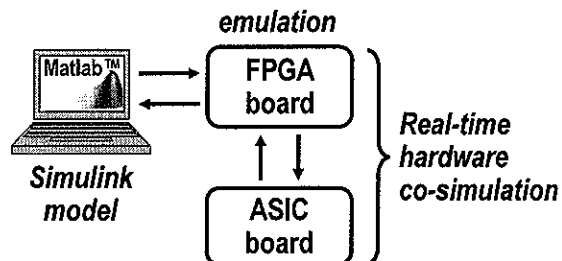 emulation
Matlab™
FPGA
board
Simulink
model
Real-time
hardware
co-simulation
ASIC
board